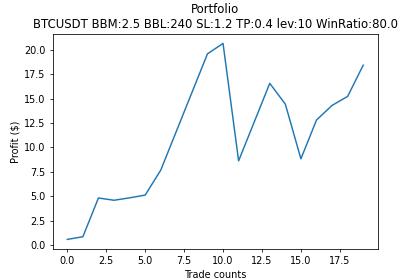 Portfolio
BTCUSDT BBM:2.5 BBL:240 SL:1.2 TP:0.4 lev:10 WinRatio:80.0
20.0
17.5
15.0
12.5
10.0
7.5
5.0
2.5
0.0
Profit ($)
0.0 2.5 5.0 7.5 10.0 12.5 15.0 17.5
Trade counts